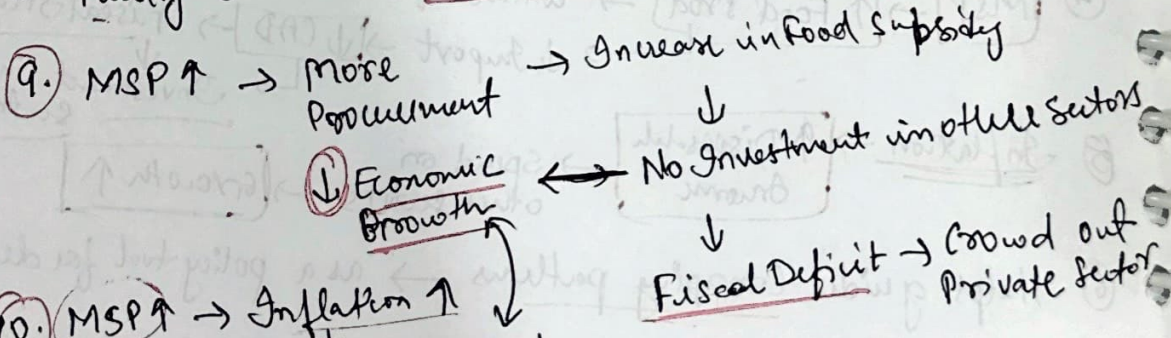 9. MSP ↑ → More Procurement → Increase in Food Subsidy
↓
↓ Economic Growth ↔ No Investment in other Sectors
↓
Fiscal Deficit → Crowd out Private Sector
MSP ↑ → Inflation ↑